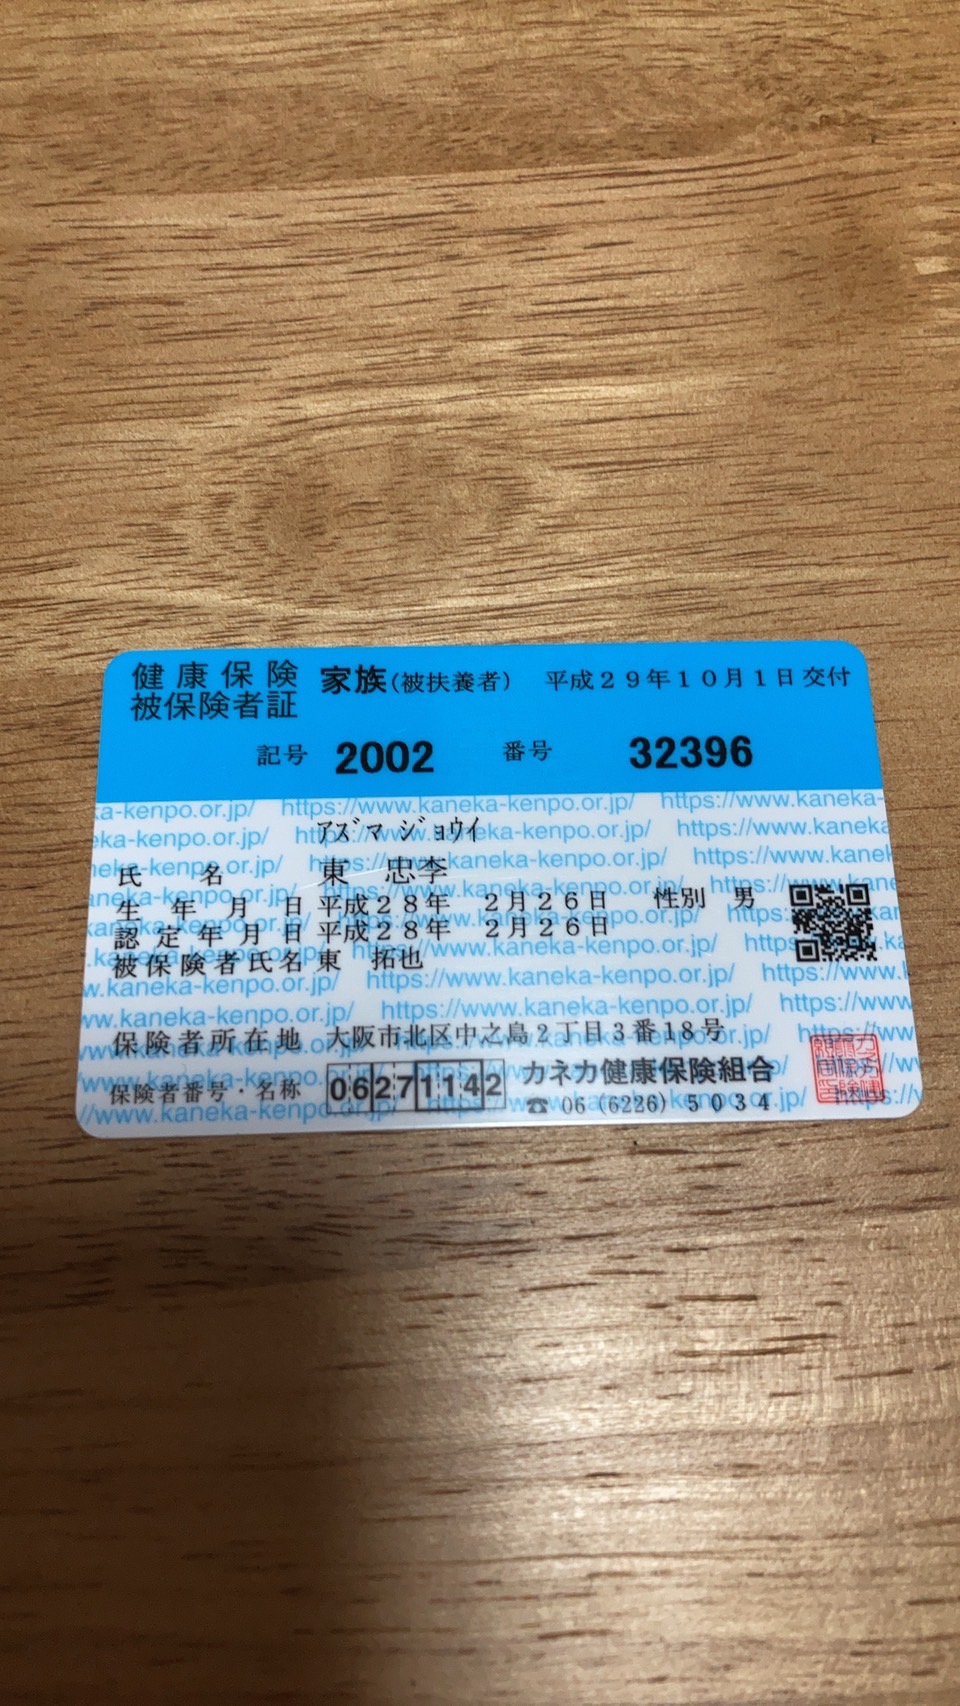 健康保険 家族(被扶養者) 平成29年10月1日交付
被保険者証
記号 2002 番号 32396
アズマ ジョウイ
氏名 東 忠李
生年月日 平成28年 2月26日 性別 男
認定年月日 平成28年 2月26日
被保険者氏名 東 拓也
保険者所在地 大阪市北区中之島2丁目3番18号
保険者番号・名称 06271142 カネカ健康保険組合
☎ 06 (6226) 5034
https://www.kaneka-kenpo.or.jp/